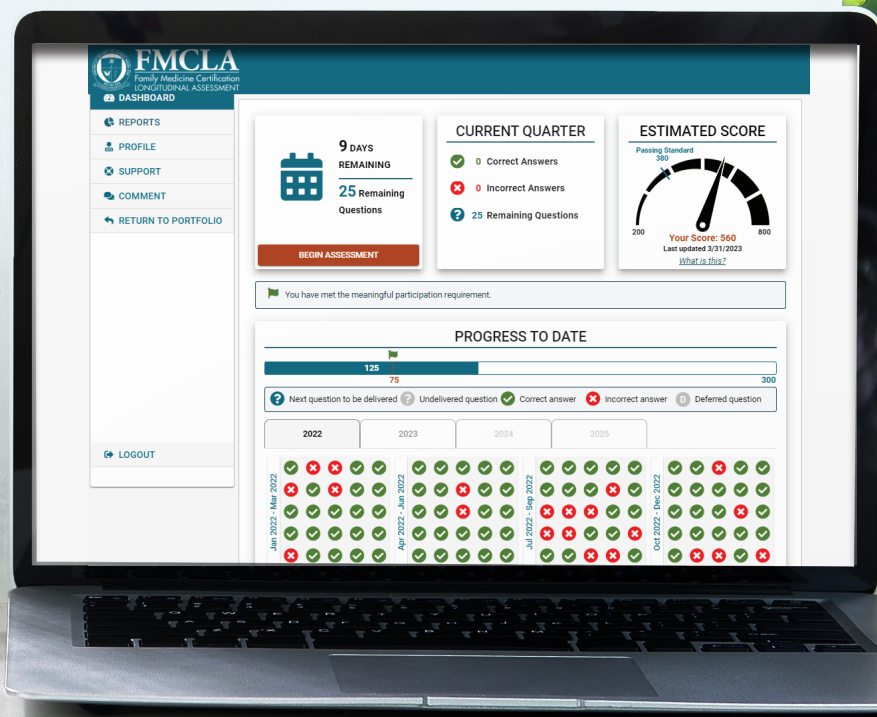 FMCLA
Family Medicine Certification
LONGITUDINAL ASSESSMENT
DASHBOARD
REPORTS
PROFILE
SUPPORT
COMMENT
RETURN TO PORTFOLIO
LOGOUT
9 DAYS
REMAINING
25 Remaining
Questions
BEGIN ASSESSMENT
CURRENT QUARTER
0 Correct Answers
0 Incorrect Answers
? 25 Remaining Questions
ESTIMATED SCORE
Passing Standard
380
200
800
Your Score: 560
Last updated 3/31/2023
What is this?
You have met the meaningful participation requirement.
PROGRESS TO DATE
125
75
300
? Next question to be delivered ? Undelivered question Correct answer Incorrect answer D Deferred question
2022 2023 2024 2025
Jan 2022 - Mar 2022
Apr 2022 - Jun 2022
Jul 2022 - Sep 2022
Oct 2022 - Dec 2022